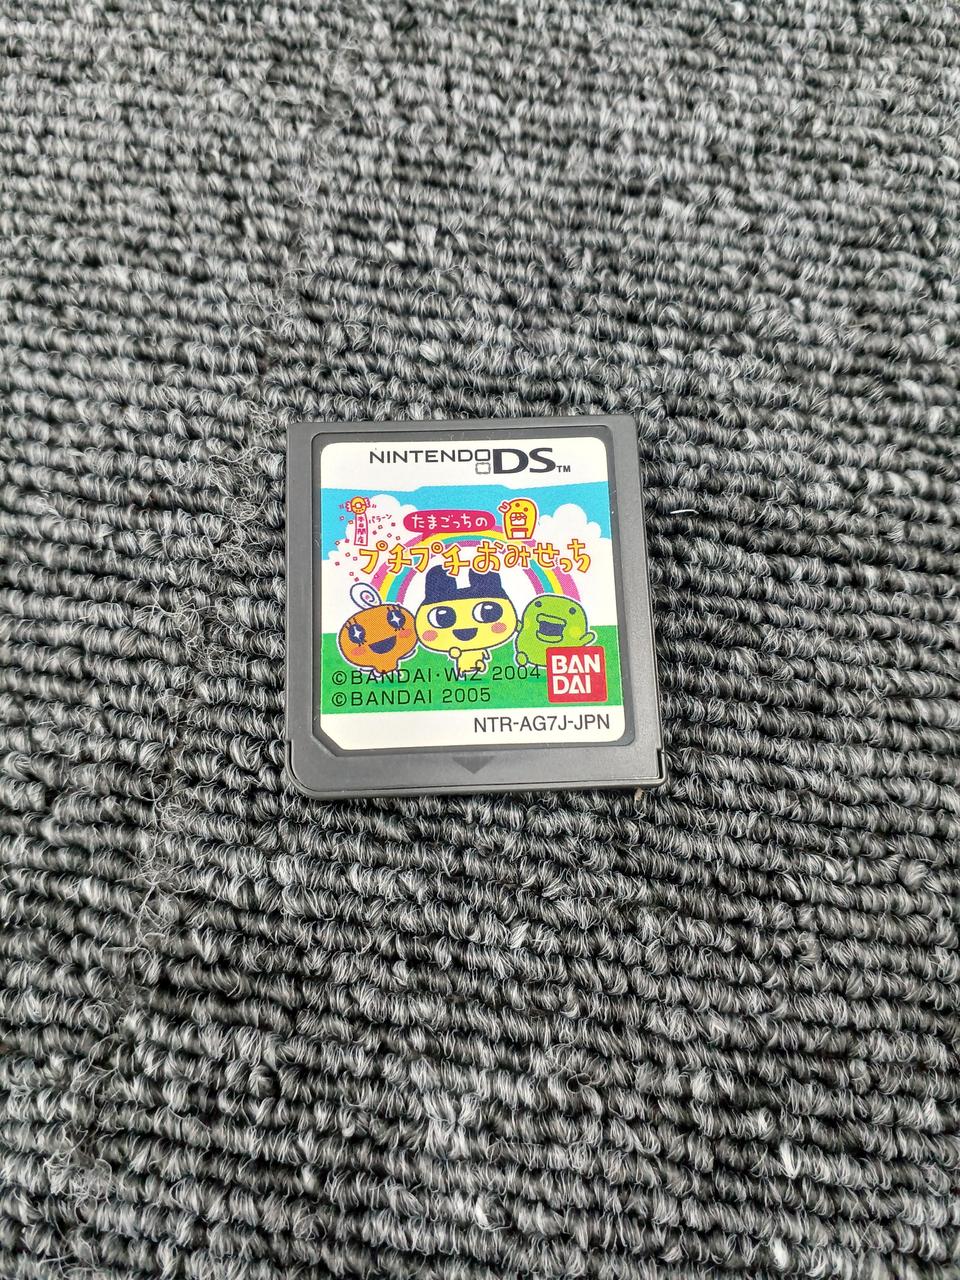 NINTENDO DS™
たまごっちの
プチプチおみせっち
©BANDAI·WiZ 2004
©BANDAI 2005
BAN
DAI
NTR-AG7J-JPN